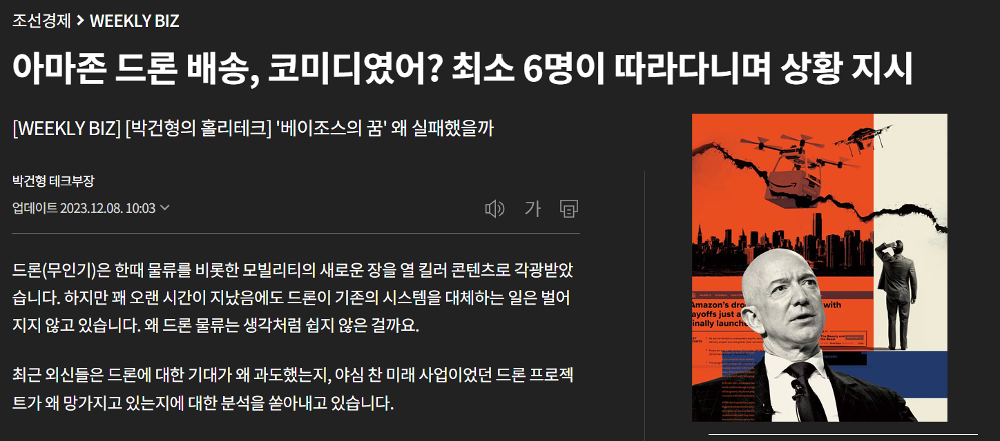 조선경제 > WEEKLY BIZ
아마존 드론 배송, 코미디였어? 최소 6명이 따라다니며 상황 지시
[WEEKLY BIZ] [박건형의 홀리테크] '베이조스의 꿈' 왜 실패했을까
박건형 테크부장
업데이트 2023.12.08. 10:03
가
드론(무인기)은 한때 물류를 비롯한 모빌리티의 새로운 장을 열 킬러 콘텐츠로 각광받았
습니다. 하지만 꽤 오랜 시간이 지났음에도 드론이 기존의 시스템을 대체하는 일은 벌어
지지 않고 있습니다. 왜 드론 물류는 생각처럼 쉽지 않은 걸까요.
최근 외신들은 드론에 대한 기대가 왜 과도했는지, 야심 찬 미래 사업이었던 드론 프로젝
트가 왜 망가지고 있는지에 대한 분석을 쏟아내고 있습니다.
Amazon's dro with
ayoffs just a
inally launche